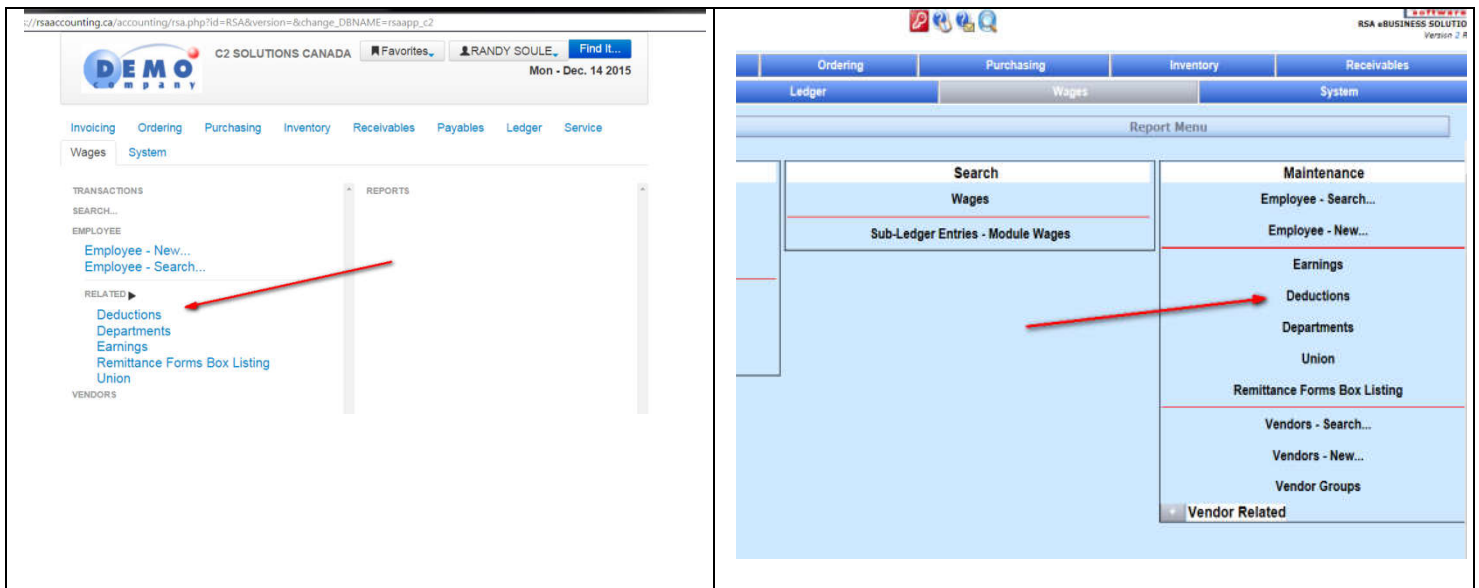 ://rsaaccounting.ca/accounting/rsa.php?id=RSA&version=&change_DBNAME=rsaapp_c2
DEMO
company
C2 SOLUTIONS CANADA
Favorites
RANDY SOULE
Find It...
Mon - Dec. 14 2015
Invoicing Ordering Purchasing Inventory Receivables Payables Ledger Service
Wages System
TRANSACTIONS
SEARCH...
EMPLOYEE
Employee - New...
Employee - Search...
RELATED
Deductions
Departments
Earnings
Remittance Forms Box Listing
Union
VENDORS
REPORTS
software
RSA eBUSINESS SOLUTIO
Version 2
Ordering Purchasing Inventory Receivables
Ledger Wages System
Report Menu
Search
Wages
Sub-Ledger Entries - Module Wages
Maintenance
Employee - Search...
Employee - New...
Earnings
Deductions
Departments
Union
Remittance Forms Box Listing
Vendors - Search...
Vendors - New...
Vendor Groups
Vendor Related